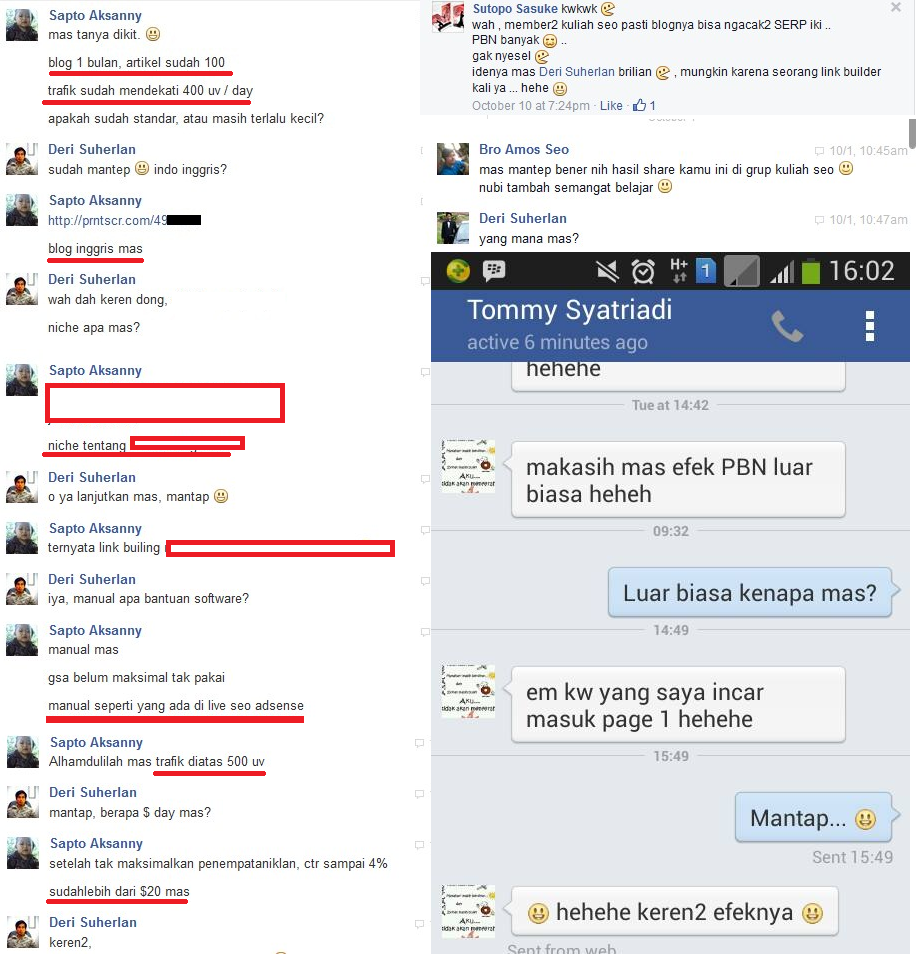 Sapto Aksanny
mas tanya dikit.
blog 1 bulan, artikel sudah 100
trafik sudah mendekati 400 uv / day
apakah sudah standar, atau masih terlalu kecil?
Deri Suherlan
sudah mantep indo inggris?
Sapto Aksanny
http://prntscr.com/49
blog inggris mas
Deri Suherlan
wah dah keren dong,
niche apa mas?
Sapto Aksanny
niche tentang
Deri Suherlan
o ya lanjutkan mas, mantap
Sapto Aksanny
ternyata link builing
Deri Suherlan
iya, manual apa bantuan software?
Sapto Aksanny
manual mas
gsa belum maksimal tak pakai
manual seperti yang ada di live seo adsense
Sapto Aksanny
Alhamdulilah mas trafik diatas 500 uv
Deri Suherlan
mantap, berapa $ day mas?
Sapto Aksanny
setelah tak maksimalkan penempataniklan, ctr sampai 4%
sudahlebih dari $20 mas
Deri Suherlan
keren2,
Sutopo Sasuke kwkwk
wah , member2 kuliah seo pasti blognya bisa ngacak2 SERP iki ..
PBN banyak ..
gak nyesel
idenya mas Deri Suherlan brilian , mungkin karena seorang link builder
kali ya ... hehe
October 10 at 7:24pm · Like · 1
Bro Amos Seo 10/1, 10:45am
mas mantep bener nih hasil share kamu ini di grup kuliah seo
nubi tambah semangat belajar
Deri Suherlan 10/1, 10:47am
yang mana mas?
H+ 1 16:02
Tommy Syatriadi
active 6 minutes ago
hehehe
Tue at 14:42
makasih mas efek PBN luar
biasa heheh
09:32
Luar biasa kenapa mas?
14:49
em kw yang saya incar
masuk page 1 hehehe
15:49
Mantap...
Sent 15:49
hehehe keren2 efeknya
Sent from web